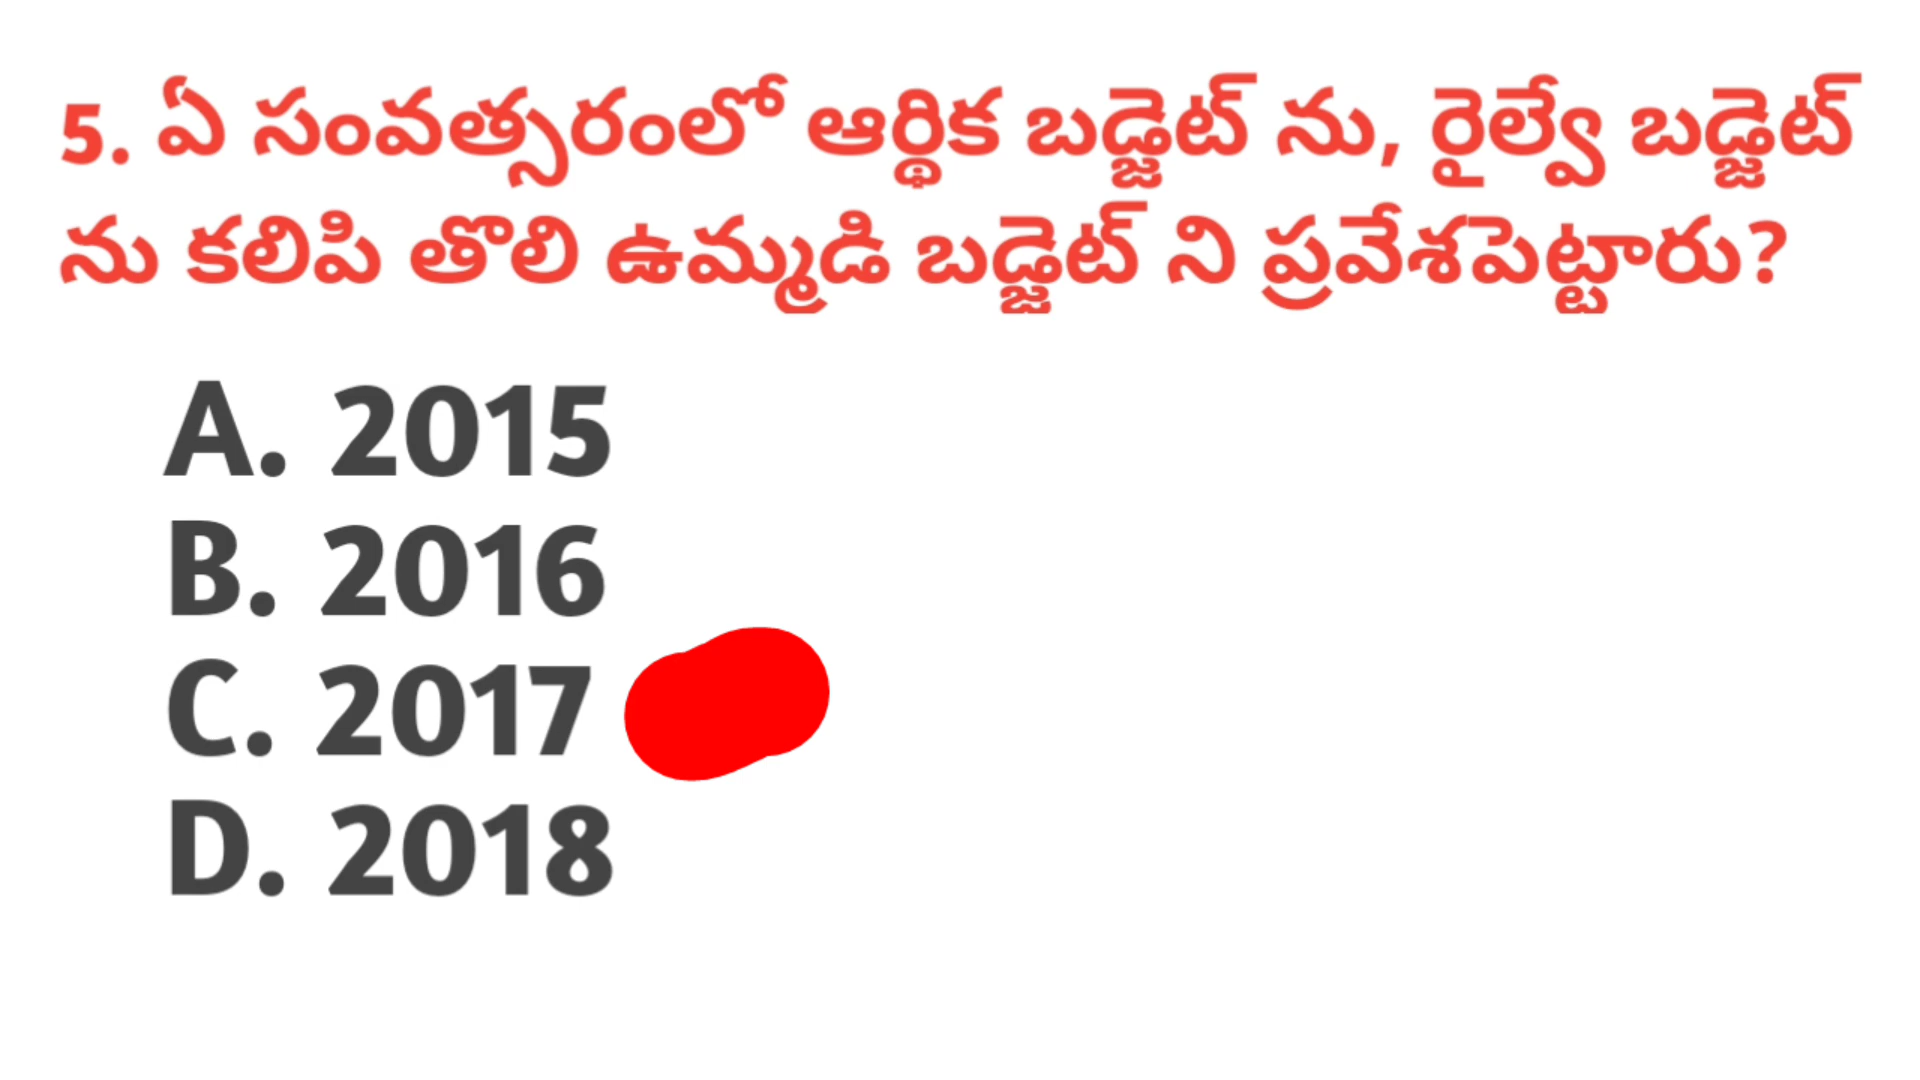 5. ఏ సంవత్సరంలో ఆర్థిక బడ్జెట్ ను, రైల్వే బడ్జెట్
ను కలిపి తొలి ఉమ్మడి బడ్జెట్ ని ప్రవేశపెట్టారు?
A. 2015
B. 2016
C. 2017
D. 2018